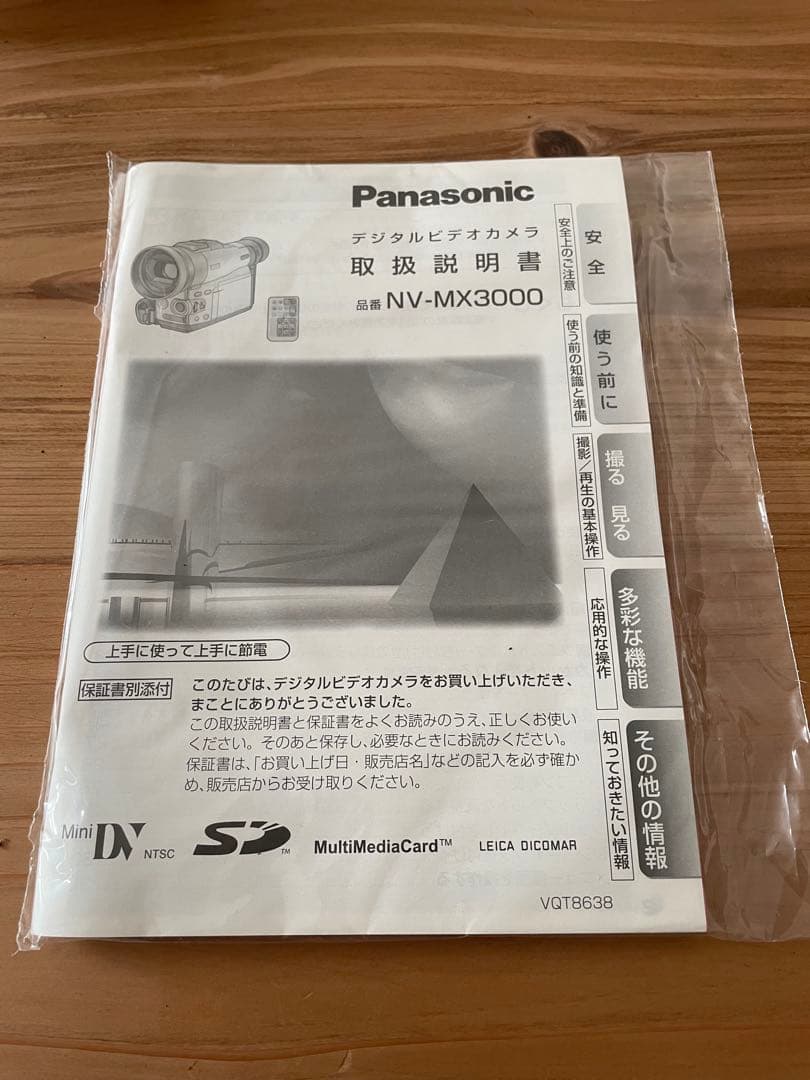 Panasonic
デジタルビデオカメラ
取扱説明書
品番 NV-MX3000
安全上のご注意
安全
使う前の知識と準備
使う前に
撮影/再生の基本操作
撮る 見る
応用的な操作
多彩な機能
知っておきたい情報
その他の情報
上手に使って上手に節電
保証書別添付
このたびは、デジタルビデオカメラをお買い上げいただき、
まことにありがとうございました。
この取扱説明書と保証書をよくお読みのうえ、正しくお使い
ください。そのあと保存し、必要なときにお読みください。
保証書は、「お買い上げ日・販売店名」などの記入を必ず確か
め、販売店からお受け取りください。
Mini DV NTSC
SD TM
MultiMediaCard™
LEICA DICOMAR
VQT8638